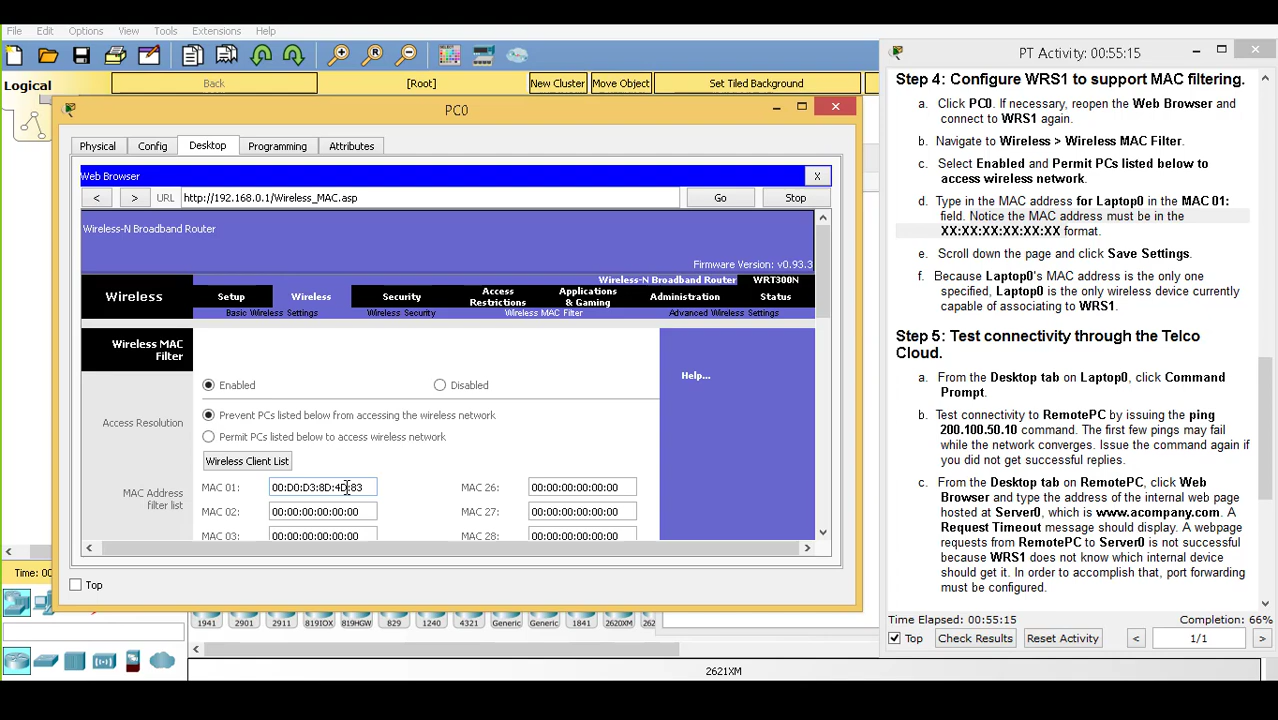 File Edit Options View Tools Extensions Help
Logical
Back
[Root]
New Cluster
Move Object
Set Tiled Background
PC0
Physical
Config
Desktop
Programming
Attributes
Web Browser
X
<
>
URL
http://192.168.0.1/Wireless_MAC.asp
Go
Stop
Wireless-N Broadband Router
Firmware Version: v0.93.3
Wireless-N Broadband Router
WRT300N
Wireless
Setup
Wireless
Security
Access Restrictions
Applications & Gaming
Administration
Status
Basic Wireless Settings
Wireless Security
Wireless MAC Filter
Advanced Wireless Settings
Wireless MAC
Filter
Help...
Enabled
Disabled
Access Resolution
Prevent PCs listed below from accessing the wireless network
Permit PCs listed below to access wireless network
Wireless Client List
MAC Address
filter list
MAC 01: 00:D0:D3:8D:4D:83
MAC 26: 00:00:00:00:00:00
MAC 02: 00:00:00:00:00:00
MAC 27: 00:00:00:00:00:00
MAC 03: 00:00:00:00:00:00
MAC 28: 00:00:00:00:00:00
Top
Time: 00
1941
2901
2911
819IOX
819HGW
829
1240
4321
Generic
Generic
1841
2620XM
262
2621XM
PT Activity: 00:55:15
Step 4: Configure WRS1 to support MAC filtering.
a. Click PC0. If necessary, reopen the Web Browser and
connect to WRS1 again.
b. Navigate to Wireless > Wireless MAC Filter.
c. Select Enabled and Permit PCs listed below to
access wireless network.
d. Type in the MAC address for Laptop0 in the MAC 01:
field. Notice the MAC address must be in the
XX:XX:XX:XX:XX:XX format.
e. Scroll down the page and click Save Settings.
f. Because Laptop0's MAC address is the only one
specified, Laptop0 is the only wireless device currently
capable of associating to WRS1.
Step 5: Test connectivity through the Telco
Cloud.
a. From the Desktop tab on Laptop0, click Command
Prompt.
b. Test connectivity to RemotePC by issuing the ping
200.100.50.10 command. The first few pings may fail
while the network converges. Issue the command again if
you did not get successful replies.
c. From the Desktop tab on RemotePC, click Web
Browser and type the address of the internal web page
hosted at Server0, which is www.acompany.com. A
Request Timeout message should display. A webpage
requests from RemotePC to Server0 is not successful
because WRS1 does not know which internal device
should get it. In order to accomplish that, port forwarding
must be configured.
Time Elapsed: 00:55:15
Completion: 66%
Top
Check Results
Reset Activity
<
1/1
>